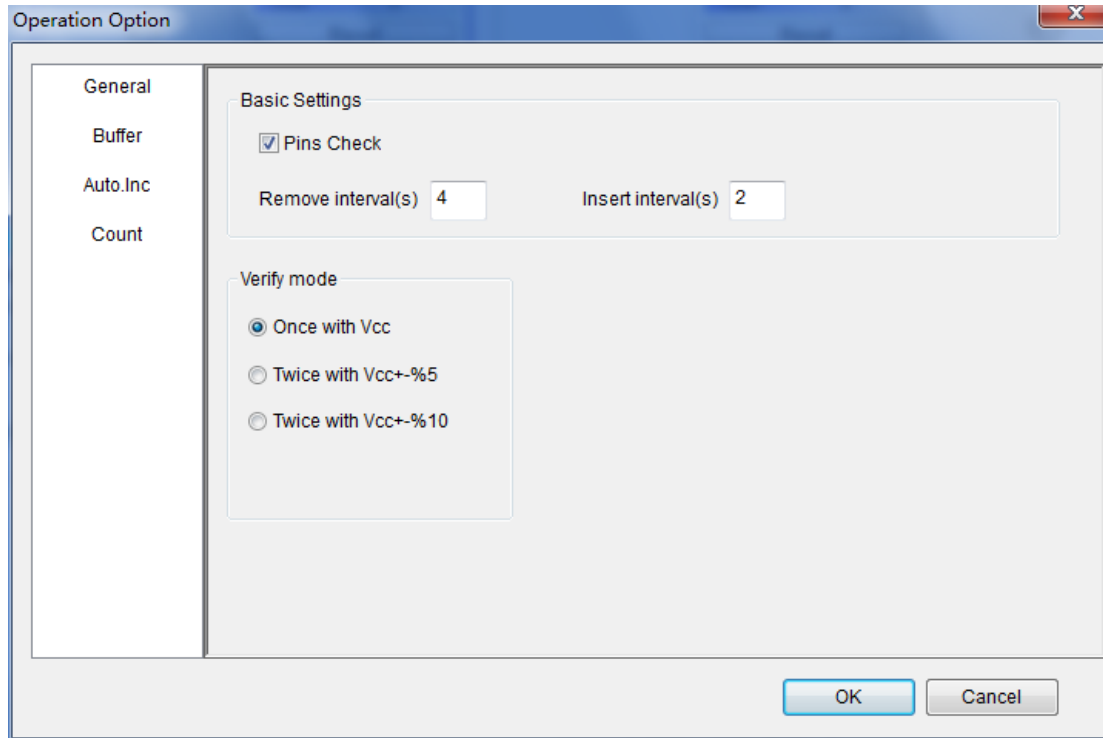 Operation Option
General
Buffer
Auto.Inc
Count
Basic Settings
Pins Check
Remove interval(s) 4 Insert interval(s) 2
Verify mode
Once with Vcc
Twice with Vcc+-%5
Twice with Vcc+-%10
OK Cancel